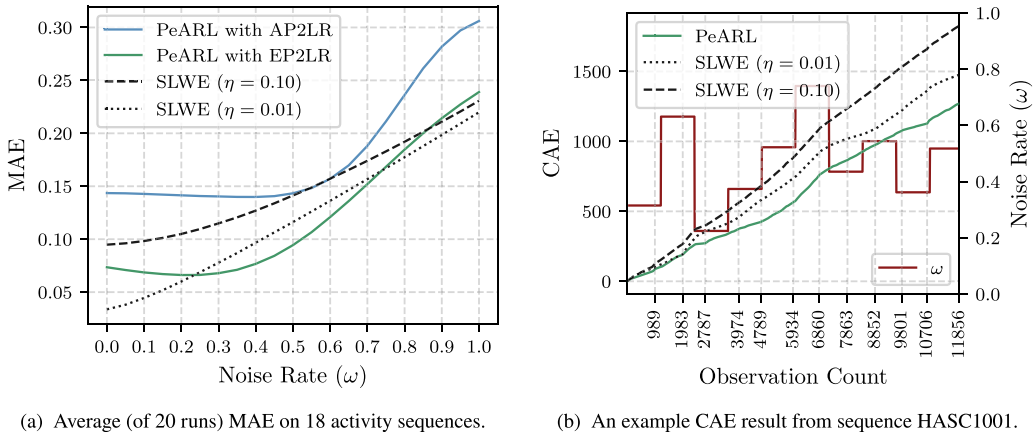 0.30
0.25
0.20
0.15
0.10
0.05
MAE
PeARL with AP2LR
PeARL with EP2LR
SLWE (η = 0.10)
SLWE (η = 0.01)
0.0 0.1 0.2 0.3 0.4 0.5 0.6 0.7 0.8 0.9 1.0
Noise Rate (ω)
(a) Average (of 20 runs) MAE on 18 activity sequences.
1500
1000
500
0
CAE
PeARL
SLWE (η = 0.01)
SLWE (η = 0.10)
ε
1.0
0.8
0.6
0.4
0.2
0.0
Noise Rate (ω)
989 1983 2787 3974 4789 5934 6860 7863 8852 9801 10706 11856
Observation Count
(b) An example CAE result from sequence HASC1001.